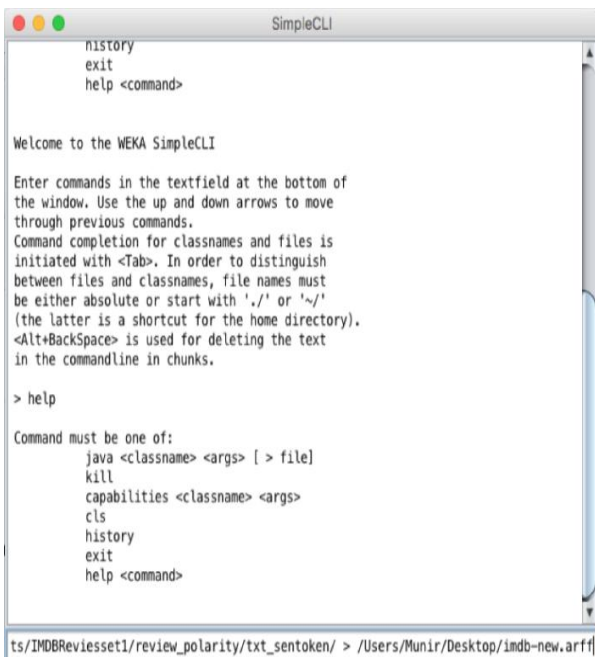 SimpleCLI
history
exit
help <command>
Welcome to the WEKA SimpleCLI
Enter commands in the textfield at the bottom of
the window. Use the up and down arrows to move
through previous commands.
Command completion for classnames and files is
initiated with <Tab>. In order to distinguish
between files and classnames, file names must
be either absolute or start with './' or '~/'
(the latter is a shortcut for the home directory).
<Alt+BackSpace> is used for deleting the text
in the commandline in chunks.
> help
Command must be one of:
java <classname> <args> [ > file]
kill
capabilities <classname> <args>
cls
history
exit
help <command>
ts/IMDBReviesset1/review_polarity/txt_sentoken/ > /Users/Munir/Desktop/imdb-new.arff